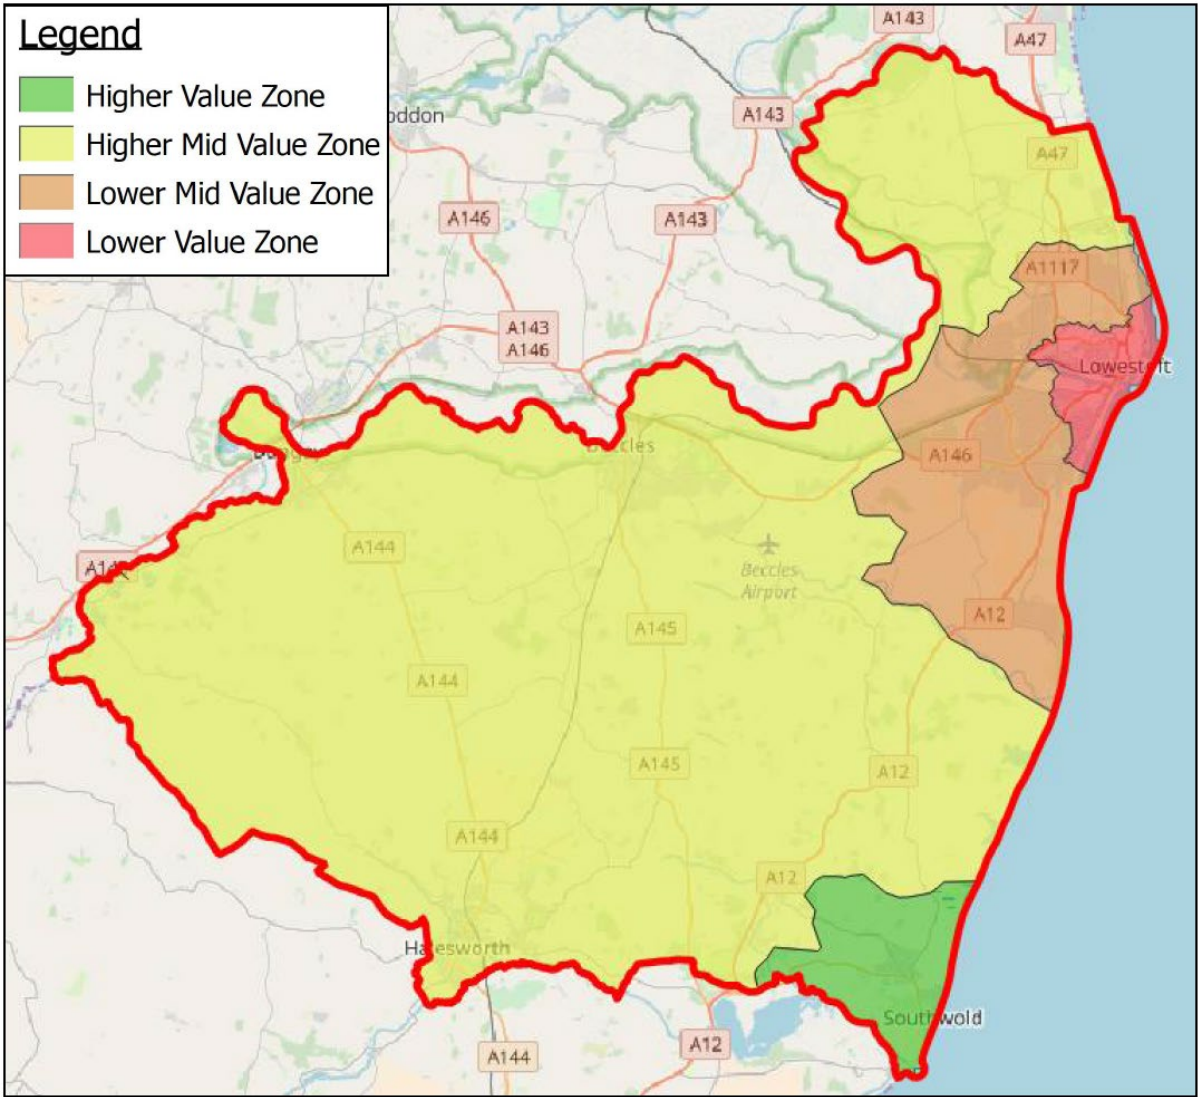 Legend
Higher Value Zone
Higher Mid Value Zone
Lower Mid Value Zone
Lower Value Zone
A143
A47
oddon
A143
A47
A146
A143
A1117
A143
A146
Lowestoft
Beccles
A146
A144
Beccles
Airport
A12
A145
A144
A145
A12
A144
A12
Halesworth
Southwold
A12
A144